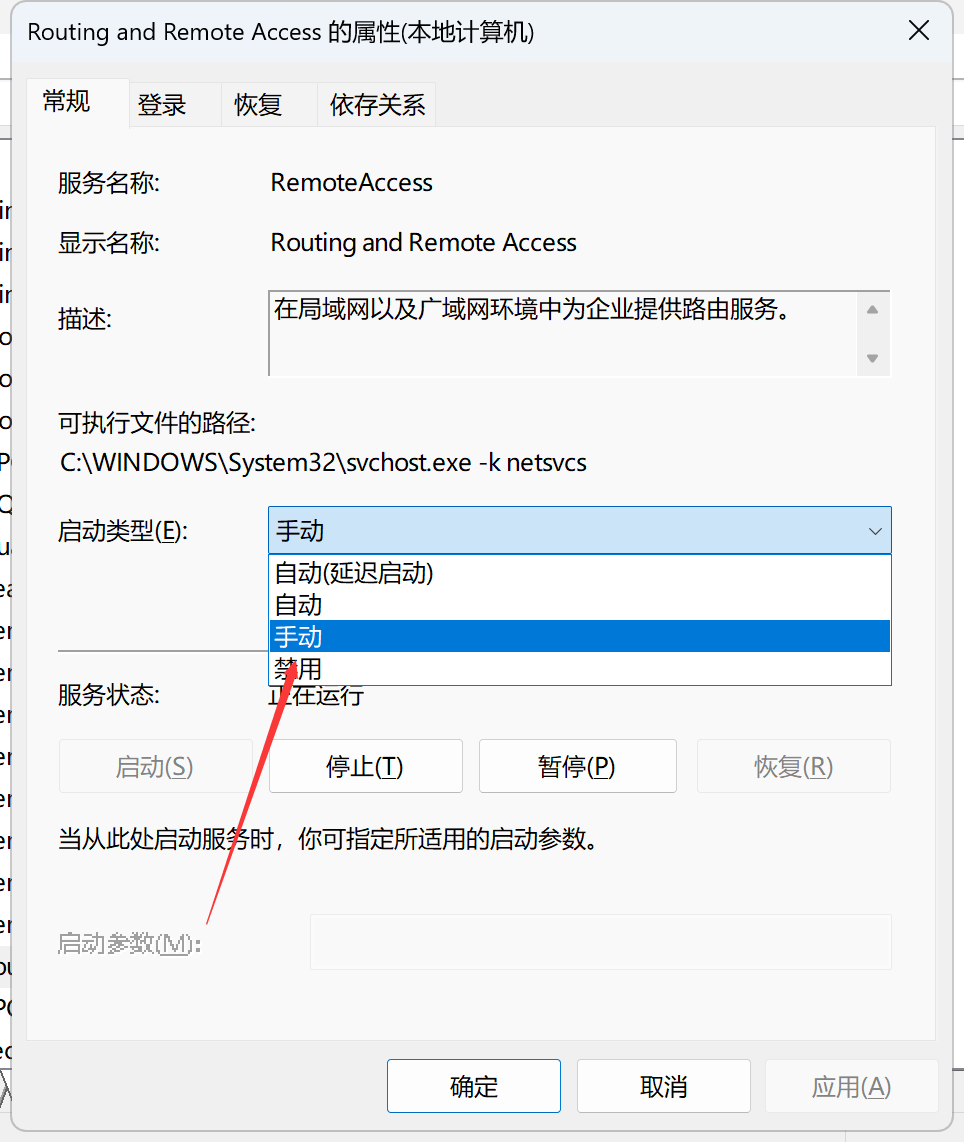 Routing and Remote Access 的属性(本地计算机)
常规 登录 恢复 依存关系
服务名称: RemoteAccess
显示名称: Routing and Remote Access
描述: 在局域网以及广域网环境中为企业提供路由服务。
可执行文件的路径:
C:\WINDOWS\System32\svchost.exe -k netsvcs
启动类型(E): 手动
自动(延迟启动)
自动
手动
禁用
服务状态: 正在运行
启动(S) 停止(T) 暂停(P) 恢复(R)
当从此处启动服务时，你可指定所适用的启动参数。
启动参数(M):
确定 取消 应用(A)